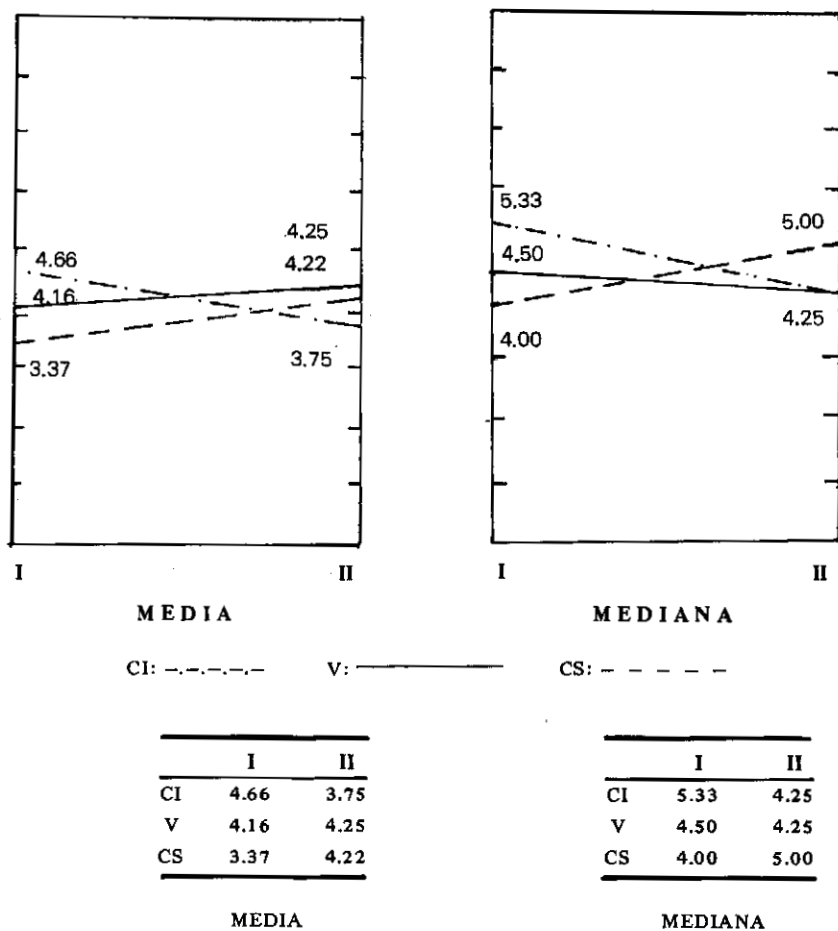 4.66
4.16
3.37
4.25
4.22
3.75
I II
MEDIA
5.33
4.50
4.00
5.00
4.25
I II
MEDIANA
CI: V: CS:
I II
CI 4.66 3.75
V 4.16 4.25
CS 3.37 4.22
MEDIA
I II
CI 5.33 4.25
V 4.50 4.25
CS 4.00 5.00
MEDIANA